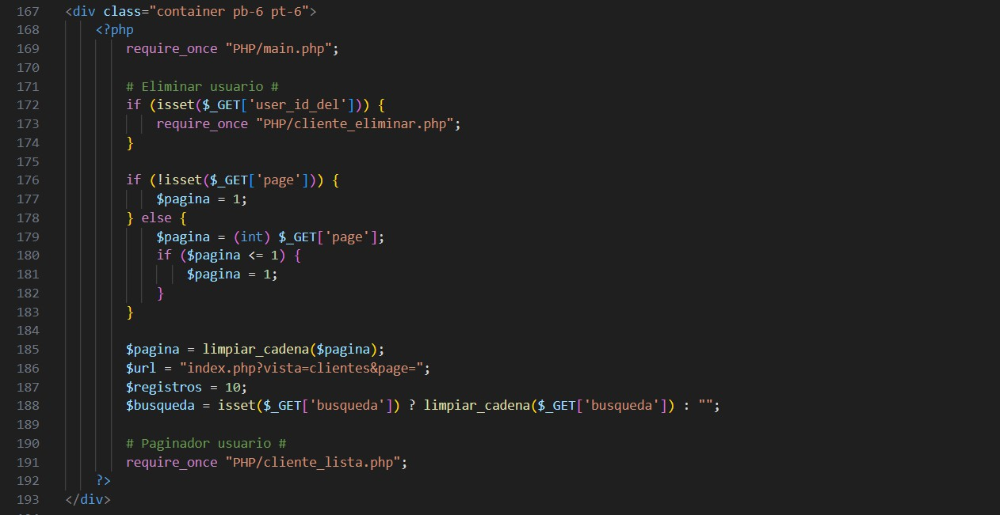 167 <div class="container pb-6 pt-6">
168     <?php
169         require_once "PHP/main.php";
170
171         # Eliminar usuario #
172         if (isset($_GET['user_id_del'])) {
173             require_once "PHP/cliente_eliminar.php";
174         }
175
176         if (!isset($_GET['page'])) {
177             $pagina = 1;
178         } else {
179             $pagina = (int) $_GET['page'];
180             if ($pagina <= 1) {
181                 $pagina = 1;
182             }
183         }
184
185         $pagina = limpiar_cadena($pagina);
186         $url = "index.php?vista=clientes&page=";
187         $registros = 10;
188         $busqueda = isset($_GET['busqueda']) ? limpiar_cadena($_GET['busqueda']) : "";
189
190         # Paginador usuario #
191         require_once "PHP/cliente_lista.php";
192     ?>
193 </div>